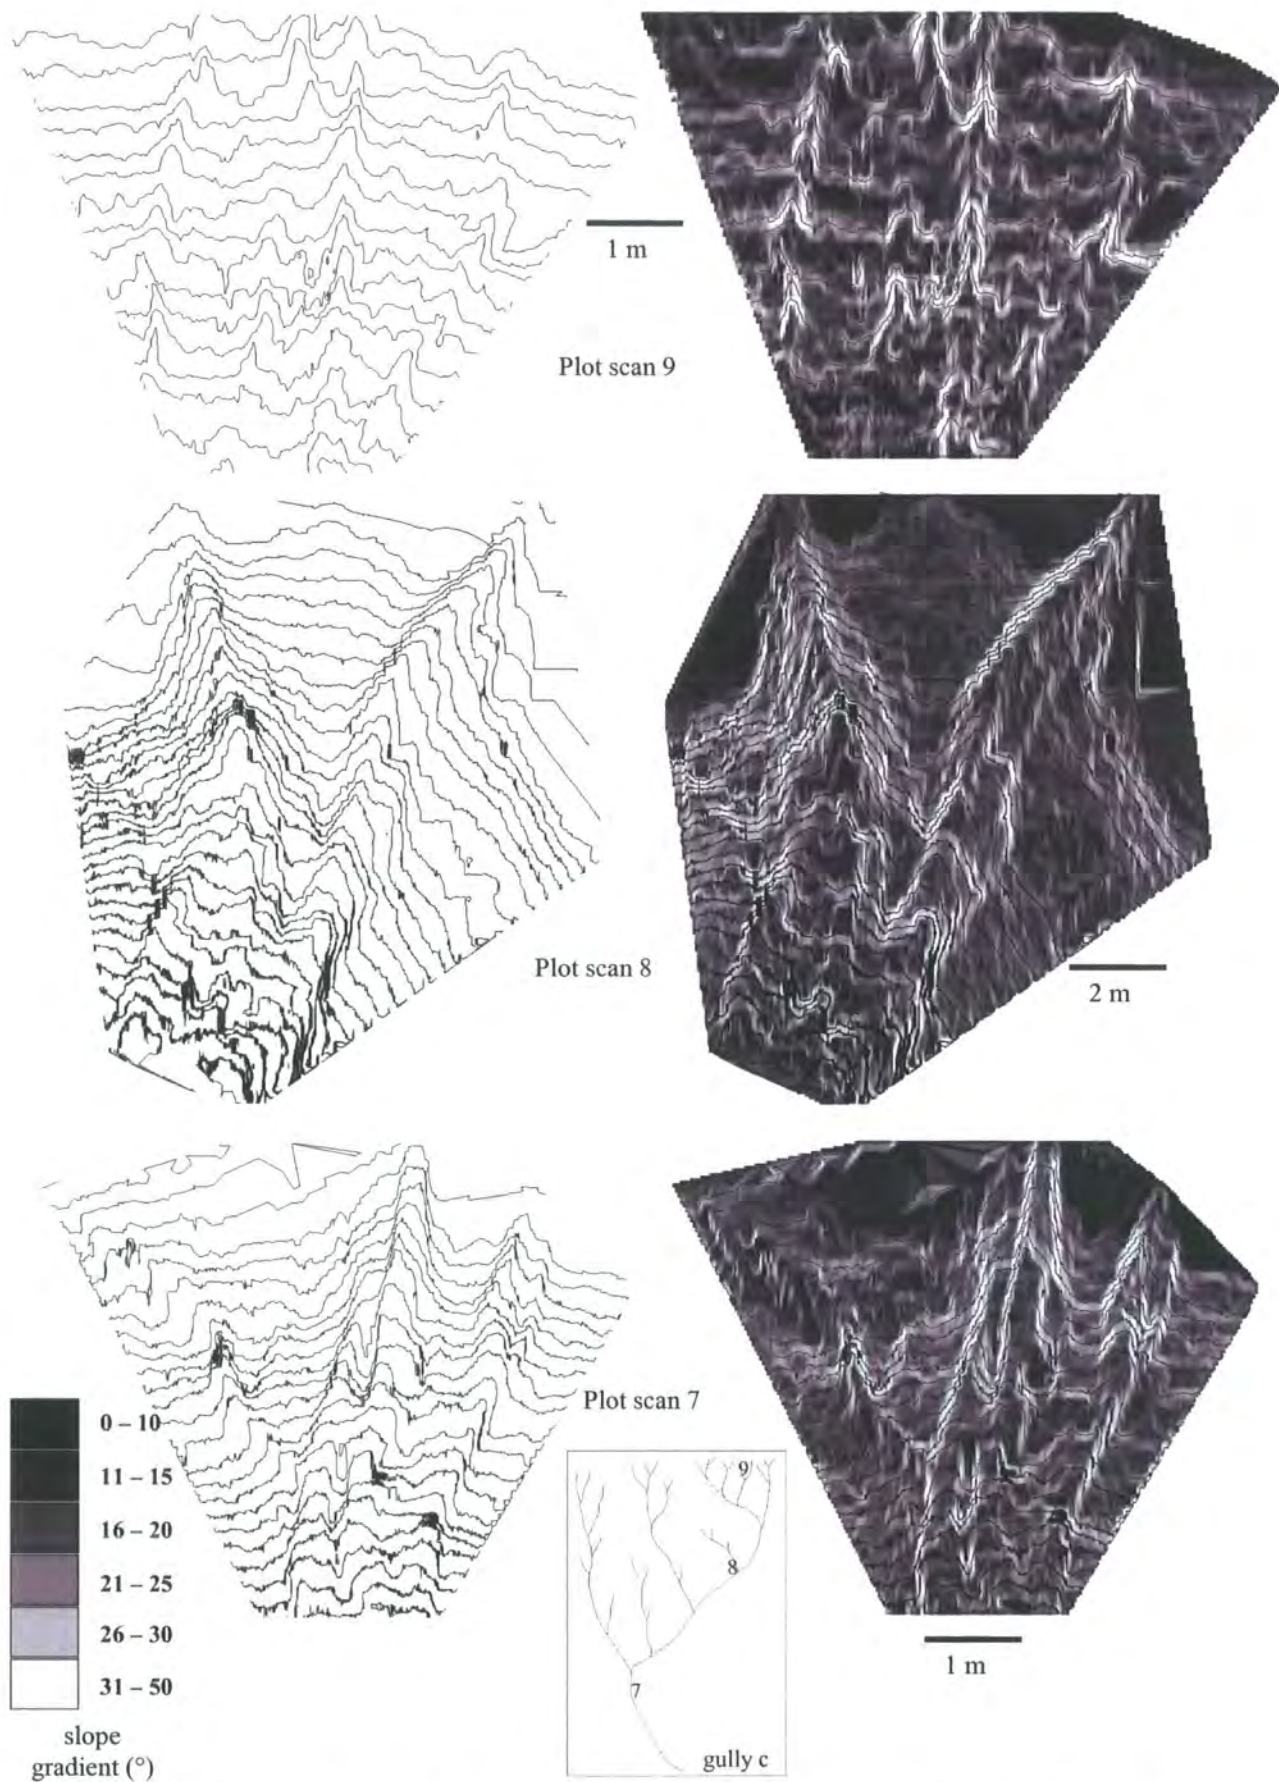 1 m
Plot scan 9
Plot scan 8
2 m
Plot scan 7
0 – 10
11 – 15
16 – 20
21 – 25
26 – 30
31 – 50
slope
gradient (°)
9
8
7
gully c
1 m